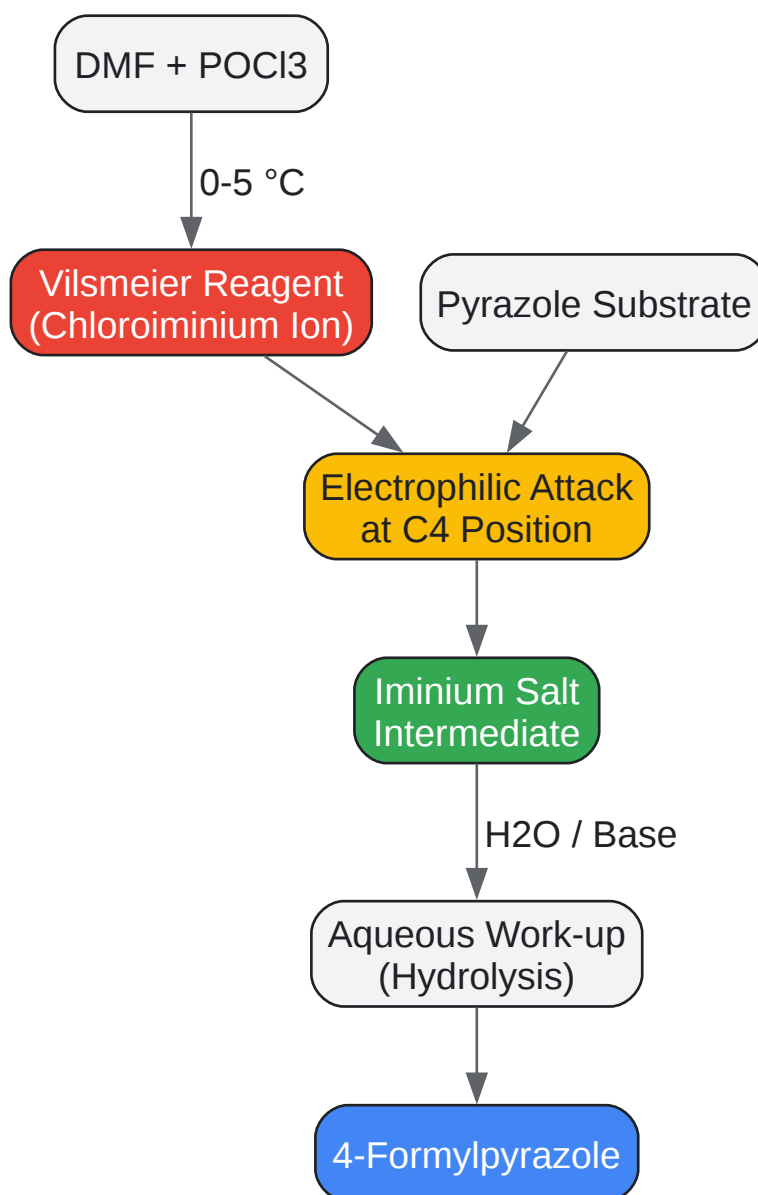 DMF + POCl3
0-5 °C
Vilsmeier Reagent
(Chloroiminium Ion)
Pyrazole Substrate
Electrophilic Attack
at C4 Position
Iminium Salt
Intermediate
H2O / Base
Aqueous Work-up
(Hydrolysis)
4-Formylpyrazole